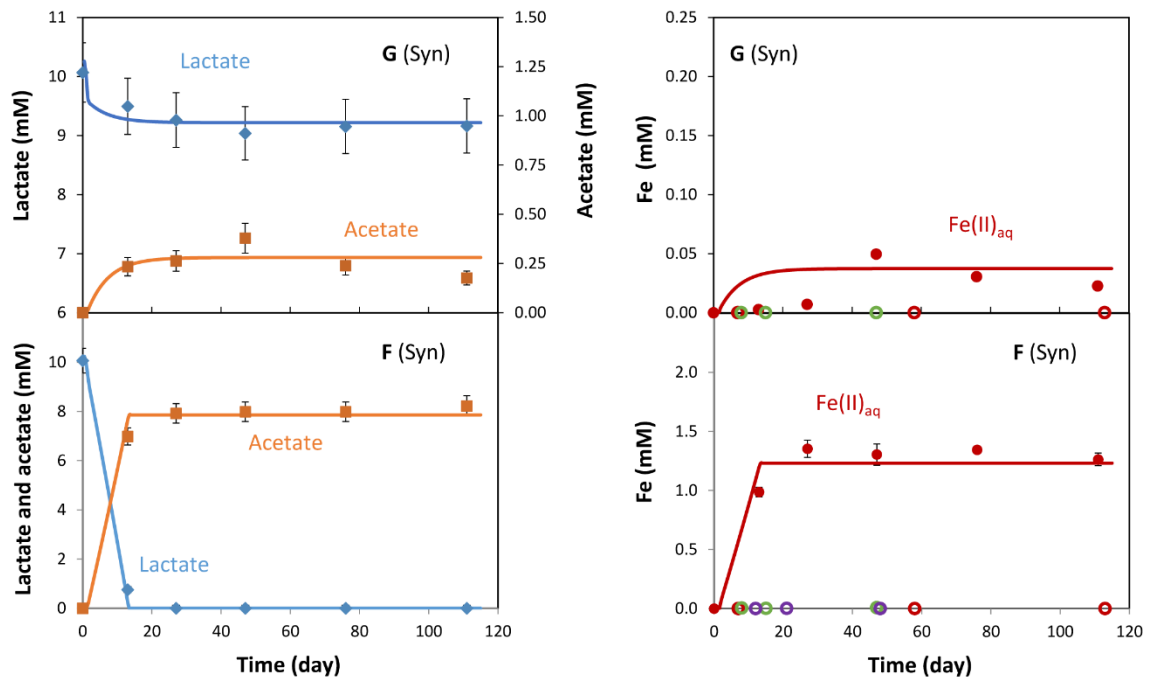 11
10
9
8
7
6
Lactate (mM)
G (Syn)
Lactate
Acetate
1.50
1.25
1.00
0.75
0.50
0.25
0.00
Acetate (mM)
0.25
0.20
0.15
0.10
0.05
0.00
Fe (mM)
G (Syn)
Fe(II)aq
10
8
6
4
2
0
Lactate and acetate (mM)
F (Syn)
Acetate
Lactate
0 20 40 60 80 100 120
Time (day)
2.0
1.5
1.0
0.5
0.0
Fe (mM)
F (Syn)
Fe(II)aq
0 20 40 60 80 100 120
Time (day)